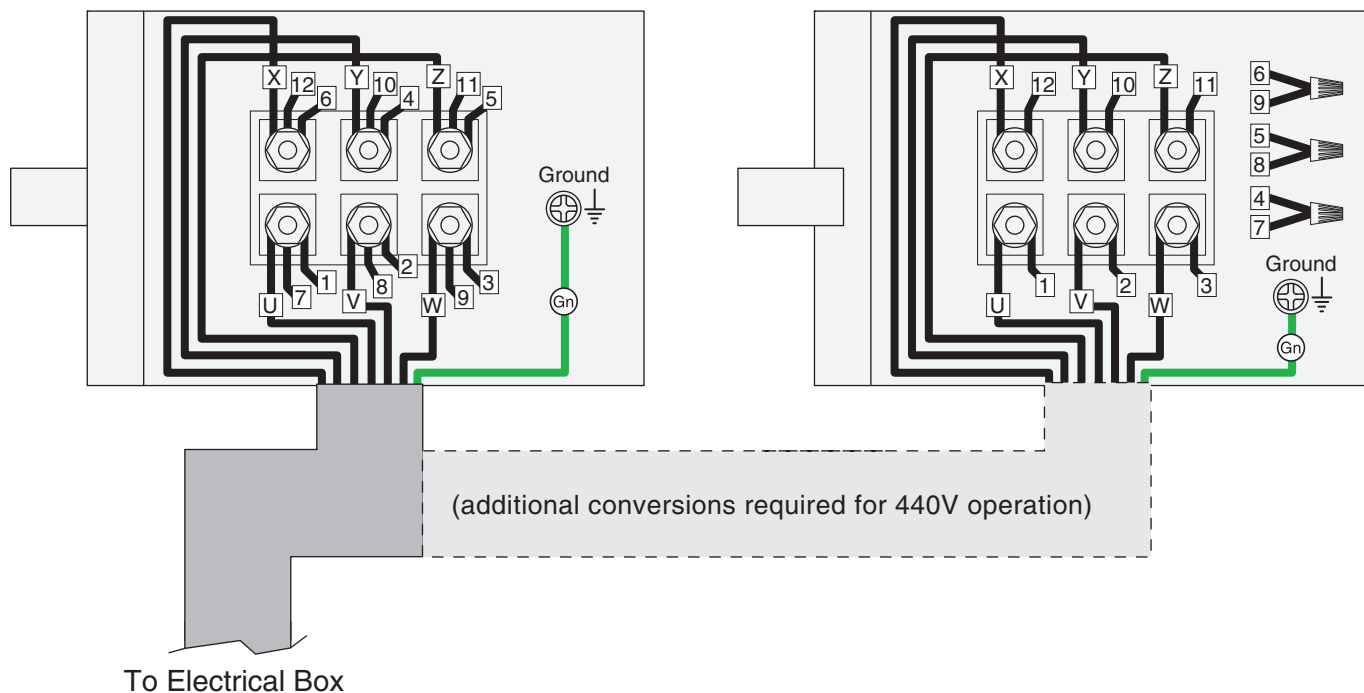 X Y Z
12 10 11
6 4 5
Ground
2
1 8 3
7 9
U V W
Gn
X Y Z
12 10 11
6
9
5
8
4
7
Ground
1 2 3
U V W
Gn
(additional conversions required for 440V operation)
To Electrical Box